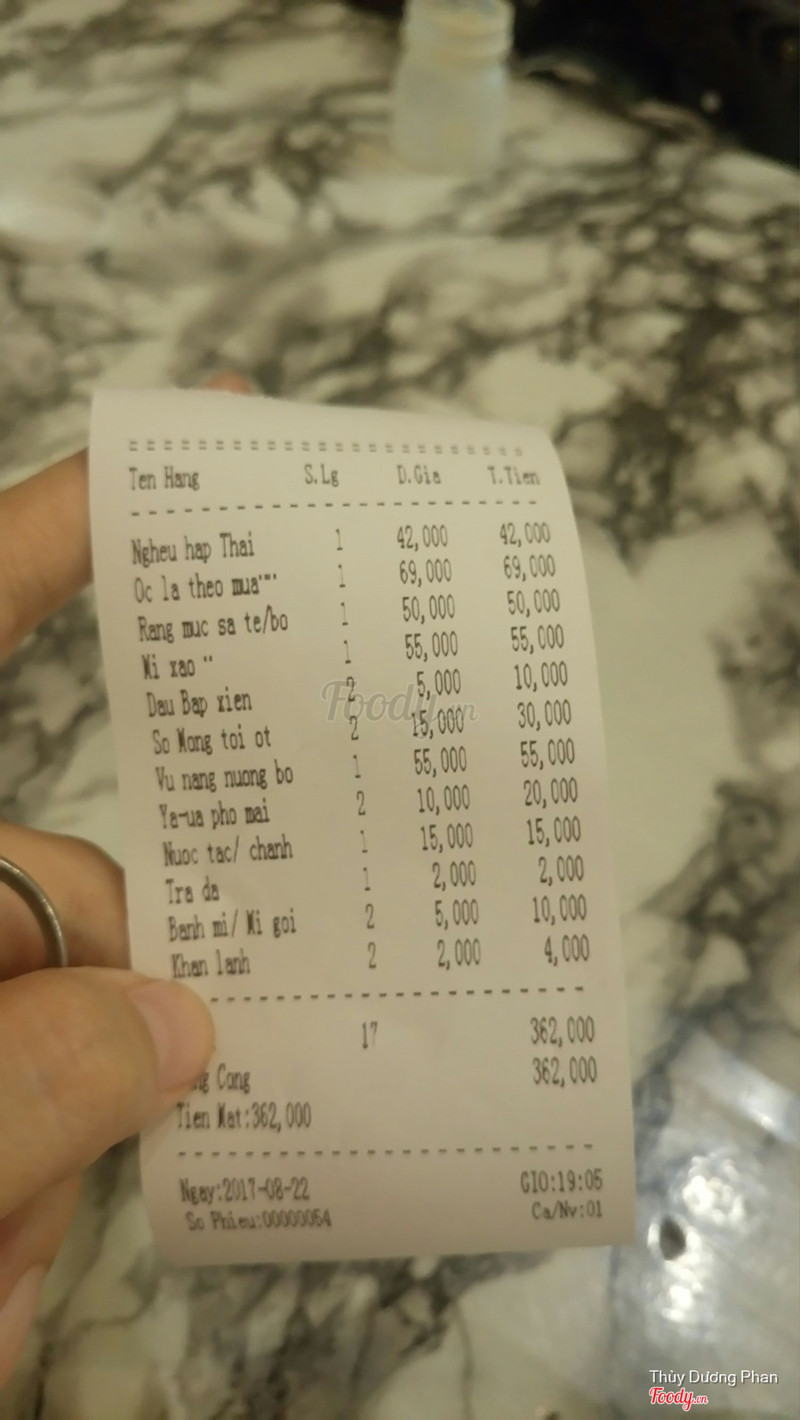 = = = = = = = = = = = = = = = = = = = = = = = =
Ten Hang S.Lg D.Gia T.Tien
Ngheu hap Thai 1 42,000 42,000
Oc la theo mua"" 1 69,000 69,000
Rang muc sa te/bo 1 50,000 50,000
Mi xao " 1 55,000 55,000
Dau Bap xien 2 5,000 10,000
So Mong toi ot 2 15,000 30,000
Vu nang nuong bo 1 55,000 55,000
Ya-ua pho mai 2 10,000 20,000
Nuoc tac/ chanh 1 15,000 15,000
Tra da 1 2,000 2,000
Banh mi/ Mi goi 2 5,000 10,000
Khan lanh 2 2,000 4,000
17 362,000
ng Cong 362,000
Tien Mat:362,000
Ngay:2017-08-22 GIO:19:05
So Phieu:00000054 Ca/Nv:01
Foody.vn
Thùy Dương Phan
Foody.vn